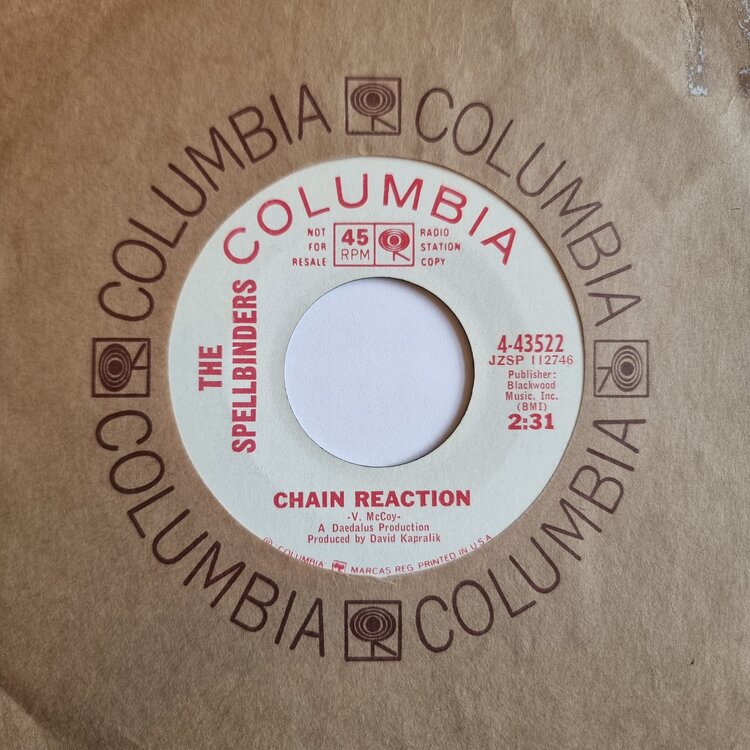 COLUMBIA
COLUMBIA
COLUMBIA
COLUMBIA
COLUMBIA
NOT
FOR
RESALE
45
RPM
RADIO
STATION
COPY
THE
SPELLBINDERS
4-43522
JZSP 112746
Publisher:
Blackwood
Music. Inc.
(BMI)
2:31
CHAIN REACTION
-V. McCoy-
A Daedalus Production
Produced by David Kapralik
© COLUMBIA MARCAS REG PRINTED IN U.S.A.